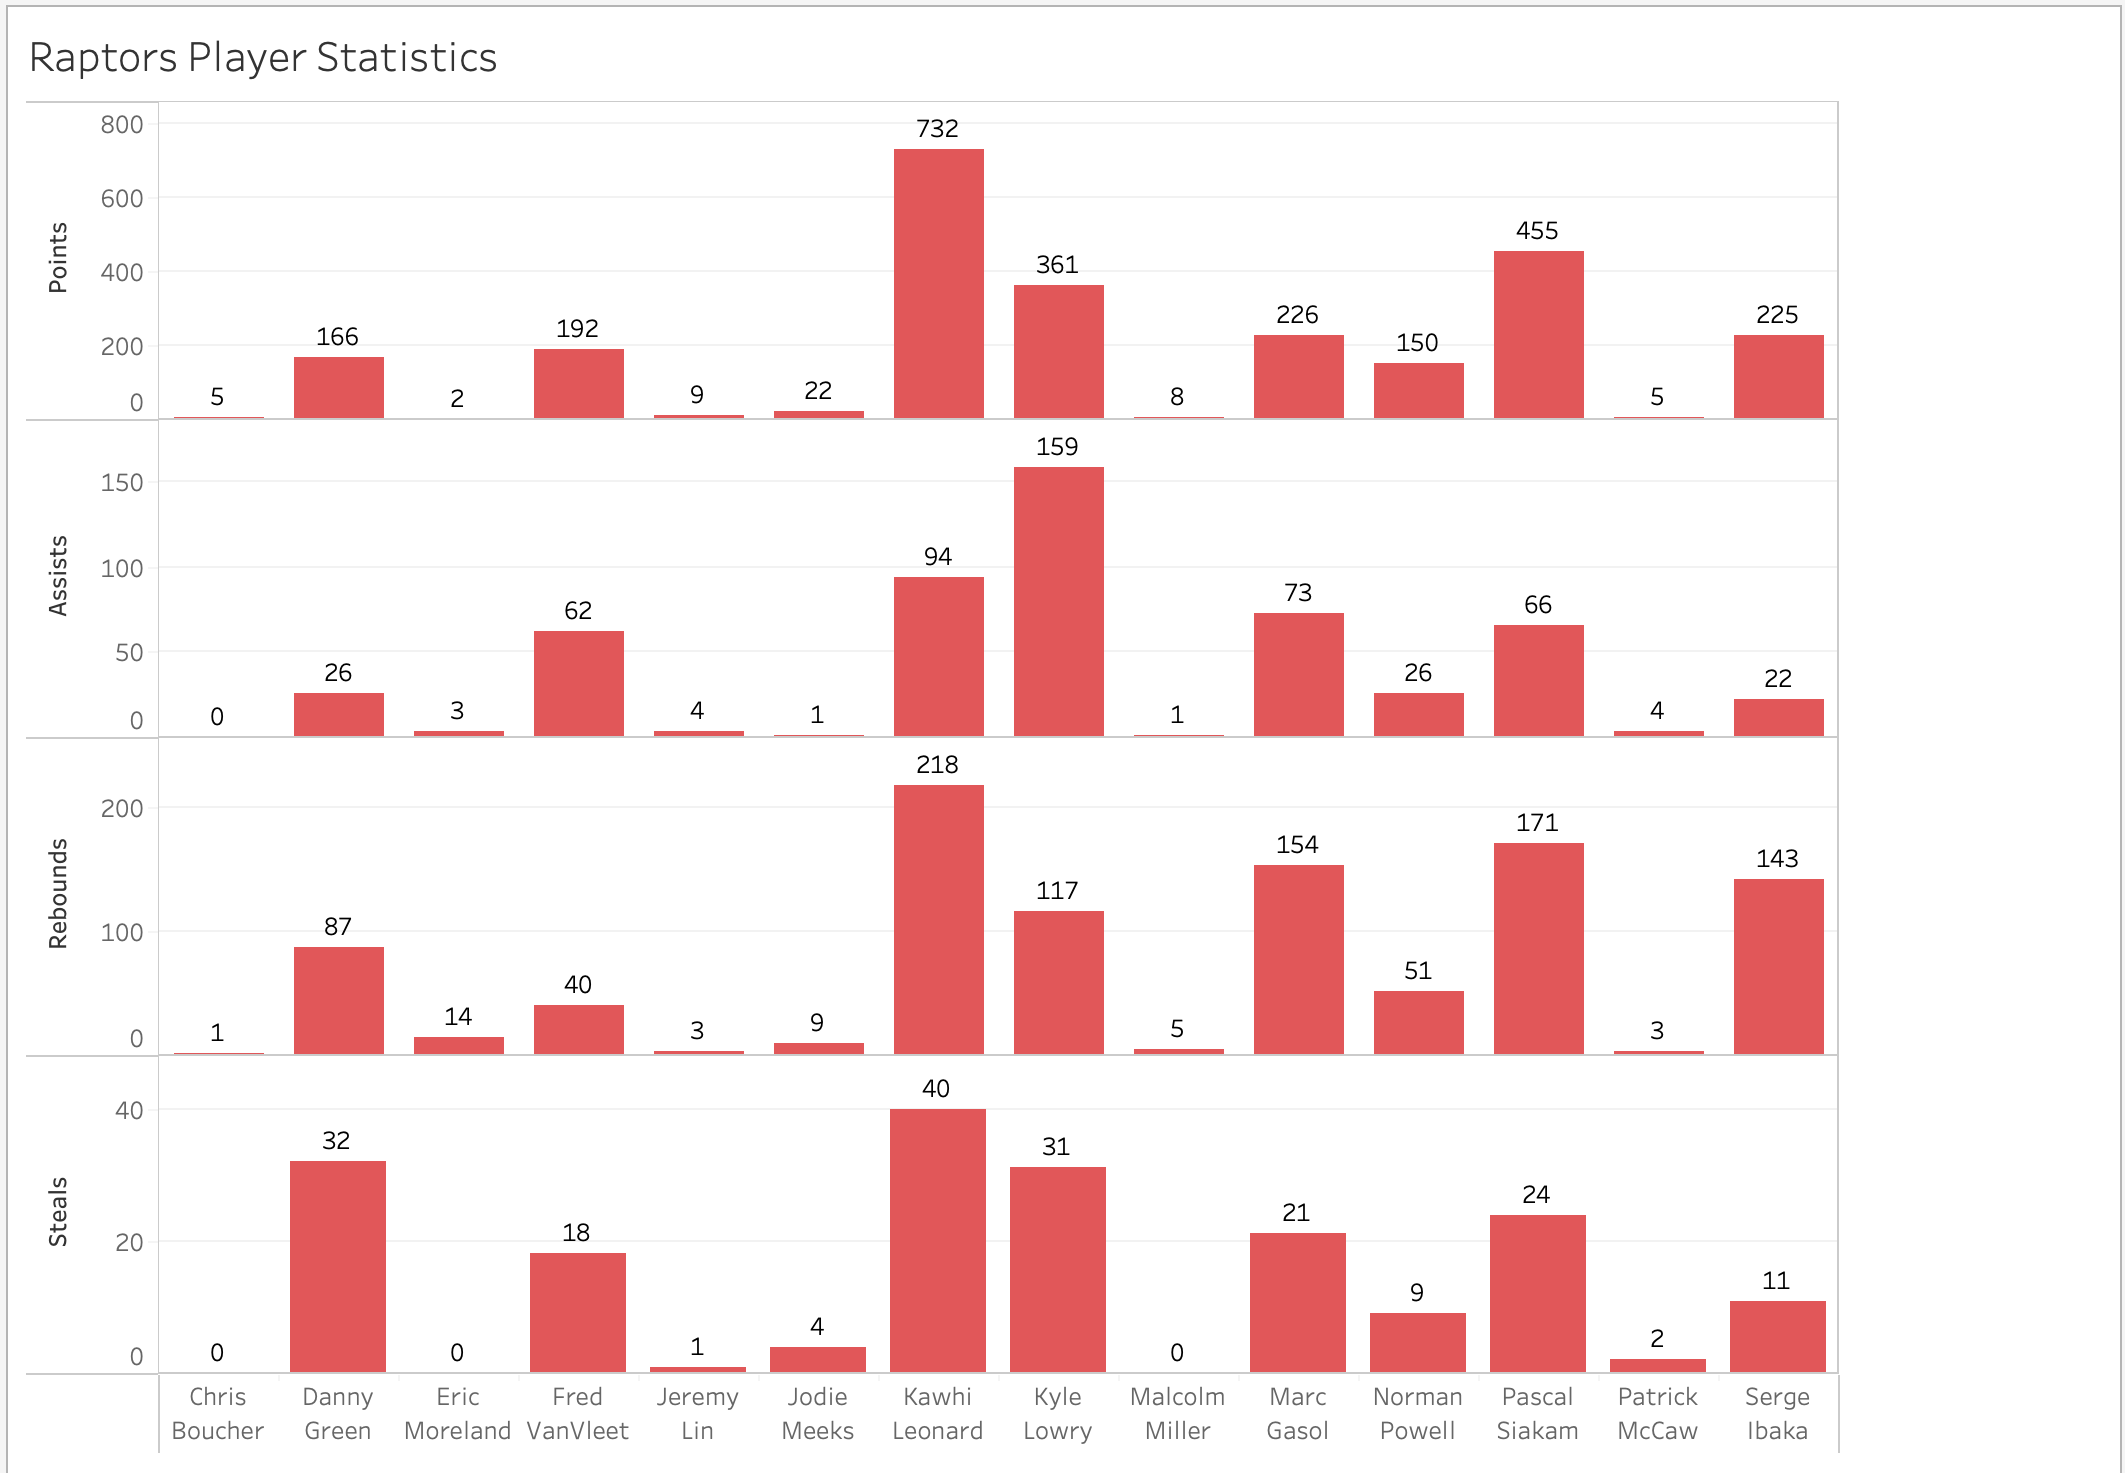 Raptors Player Statistics
800
600
400
200
0
Points
5
166
2
192
9
22
732
361
8
226
150
455
5
225
150
100
50
0
Assists
0
26
3
62
4
1
94
159
1
73
26
66
4
22
200
100
0
Rebounds
1
87
14
40
3
9
218
117
5
154
51
171
3
143
40
20
0
Steals
0
32
0
18
1
4
40
31
0
21
9
24
2
11
Chris
Boucher
Danny
Green
Eric
Moreland
Fred
VanVleet
Jeremy
Lin
Jodie
Meeks
Kawhi
Leonard
Kyle
Lowry
Malcolm
Miller
Marc
Gasol
Norman
Powell
Pascal
Siakam
Patrick
McCaw
Serge
Ibaka